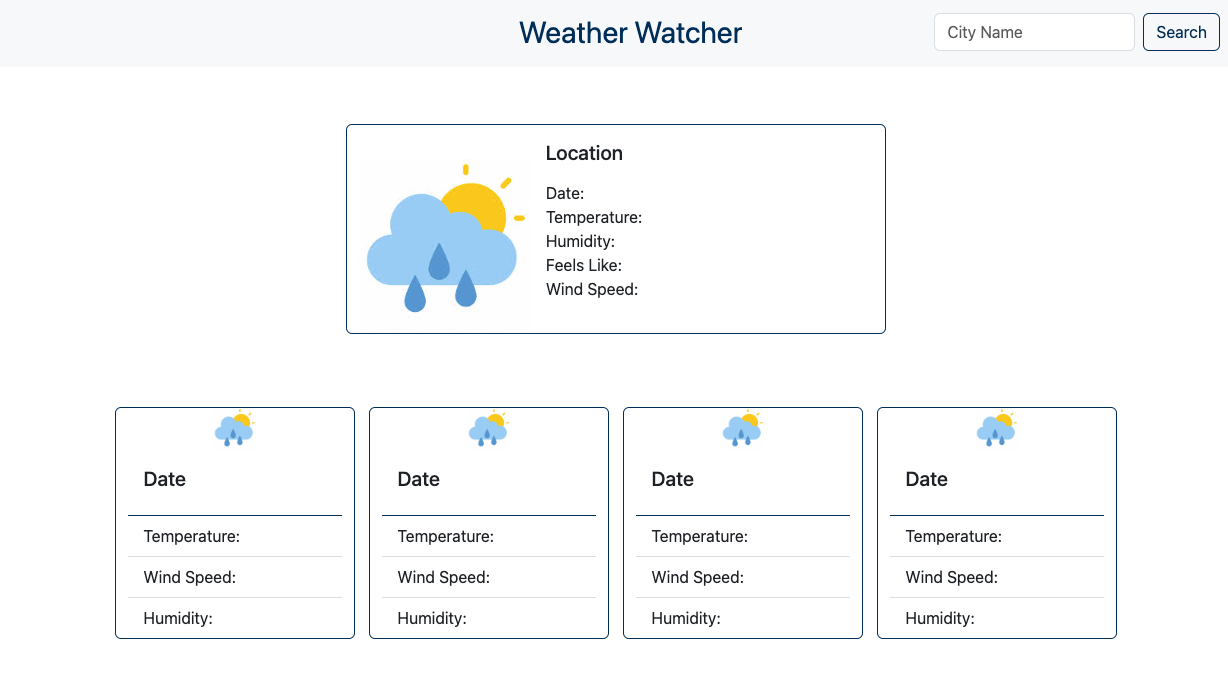 Weather Watcher
City Name
Search
Location
Date:
Temperature:
Humidity:
Feels Like:
Wind Speed:
Date
Temperature:
Wind Speed:
Humidity:
Date
Temperature:
Wind Speed:
Humidity:
Date
Temperature:
Wind Speed:
Humidity:
Date
Temperature:
Wind Speed:
Humidity: